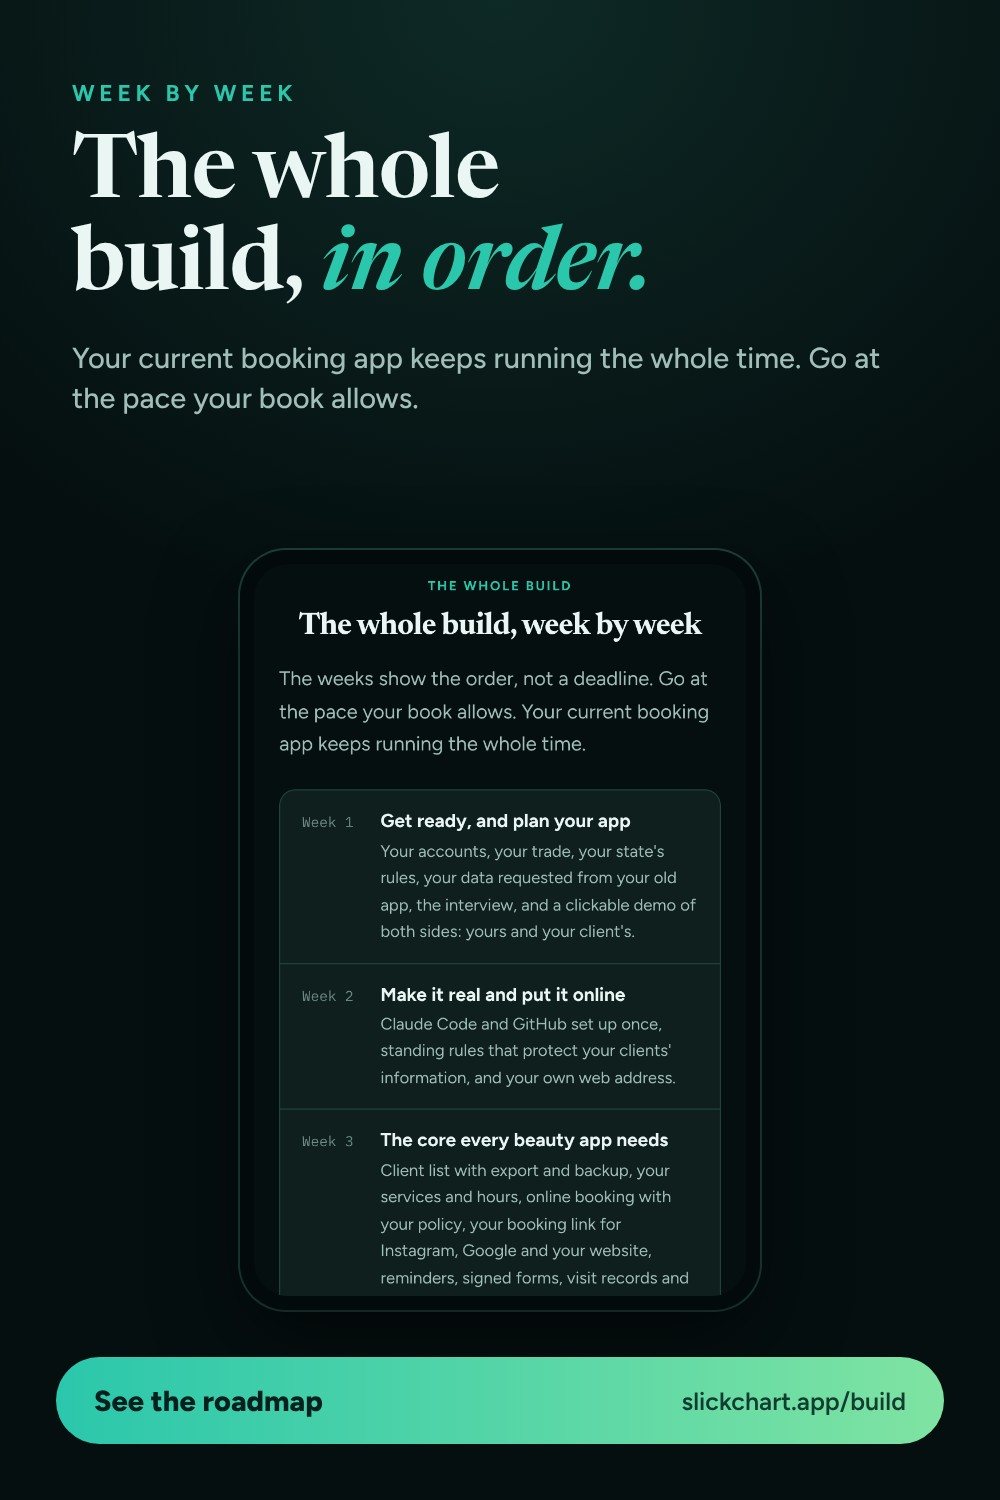 WEEK BY WEEK
The whole
build, in order.
Your current booking app keeps running the whole time. Go at
the pace your book allows.
THE WHOLE BUILD
The whole build, week by week
The weeks show the order, not a deadline. Go at
the pace your book allows. Your current booking
app keeps running the whole time.
Week 1
Get ready, and plan your app
Your accounts, your trade, your state's
rules, your data requested from your old
app, the interview, and a clickable demo of
both sides: yours and your client's.
Week 2
Make it real and put it online
Claude Code and GitHub set up once,
standing rules that protect your clients'
information, and your own web address.
Week 3
The core every beauty app needs
Client list with export and backup, your
services and hours, online booking with
your policy, your booking link for
Instagram, Google and your website,
reminders, signed forms, visit records and
See the roadmap
slickchart.app/build